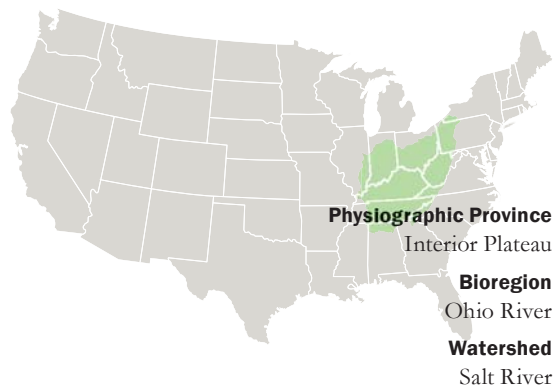 Physiographic Province
Interior Plateau
Bioregion
Ohio River
Watershed
Salt River